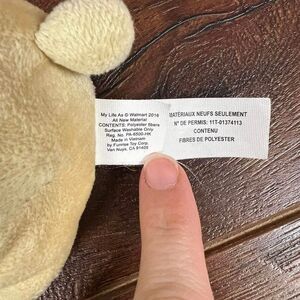 My Life As © Walmart 2016
All New Material
CONTENTS: Polyester fibers
Surface Washable Only
Reg. No. PA-6500-HK
Made in Vietnam
by Funrise Toy Corp.
Van Nuys, CA 91405
MATÉRIAUX NEUFS SEULEMENT
N° DE PERMIS: 11T-01374113
CONTENU
FIBRES DE POLYESTER